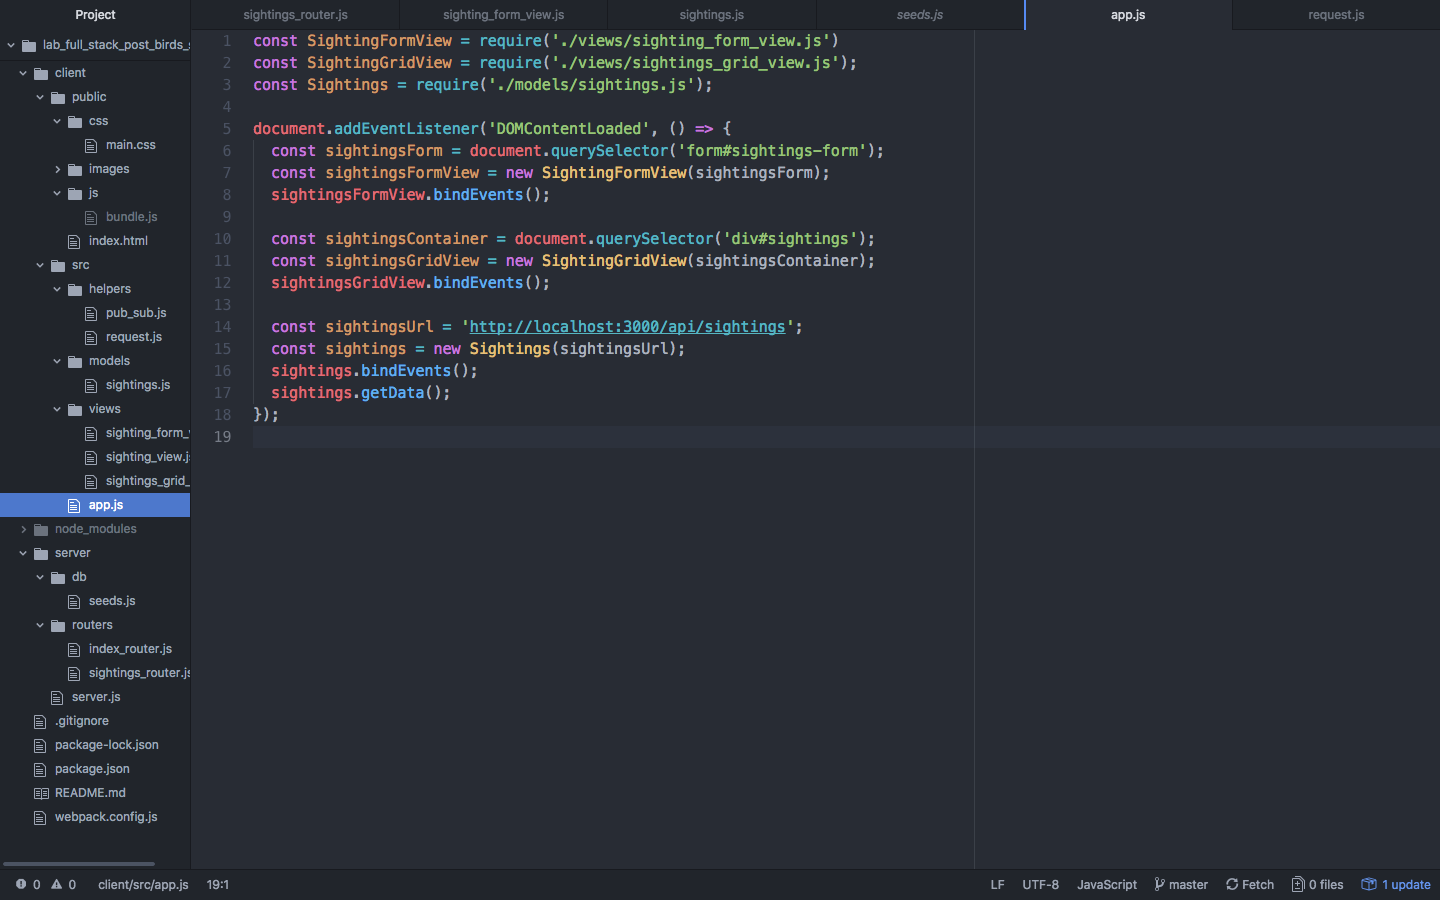 Project
lab_full_stack_post_birds_s
client
public
css
main.css
images
js
bundle.js
index.html
src
helpers
pub_sub.js
request.js
models
sightings.js
views
sighting_form_v
sighting_view.js
sightings_grid_
app.js
node_modules
server
db
seeds.js
routers
index_router.js
sightings_router.js
server.js
.gitignore
package-lock.json
package.json
README.md
webpack.config.js
sightings_router.js sighting_form_view.js sightings.js seeds.js app.js request.js
1 const SightingFormView = require('./views/sighting_form_view.js')
2 const SightingGridView = require('./views/sightings_grid_view.js');
3 const Sightings = require('./models/sightings.js');
4
5 document.addEventListener('DOMContentLoaded', () => {
6 const sightingsForm = document.querySelector('form#sightings-form');
7 const sightingsFormView = new SightingFormView(sightingsForm);
8 sightingsFormView.bindEvents();
9
10 const sightingsContainer = document.querySelector('div#sightings');
11 const sightingsGridView = new SightingGridView(sightingsContainer);
12 sightingsGridView.bindEvents();
13
14 const sightingsUrl = 'http://localhost:3000/api/sightings';
15 const sightings = new Sightings(sightingsUrl);
16 sightings.bindEvents();
17 sightings.getData();
18 });
19
0 0 client/src/app.js 19:1 LF UTF-8 JavaScript master Fetch 0 files 1 update